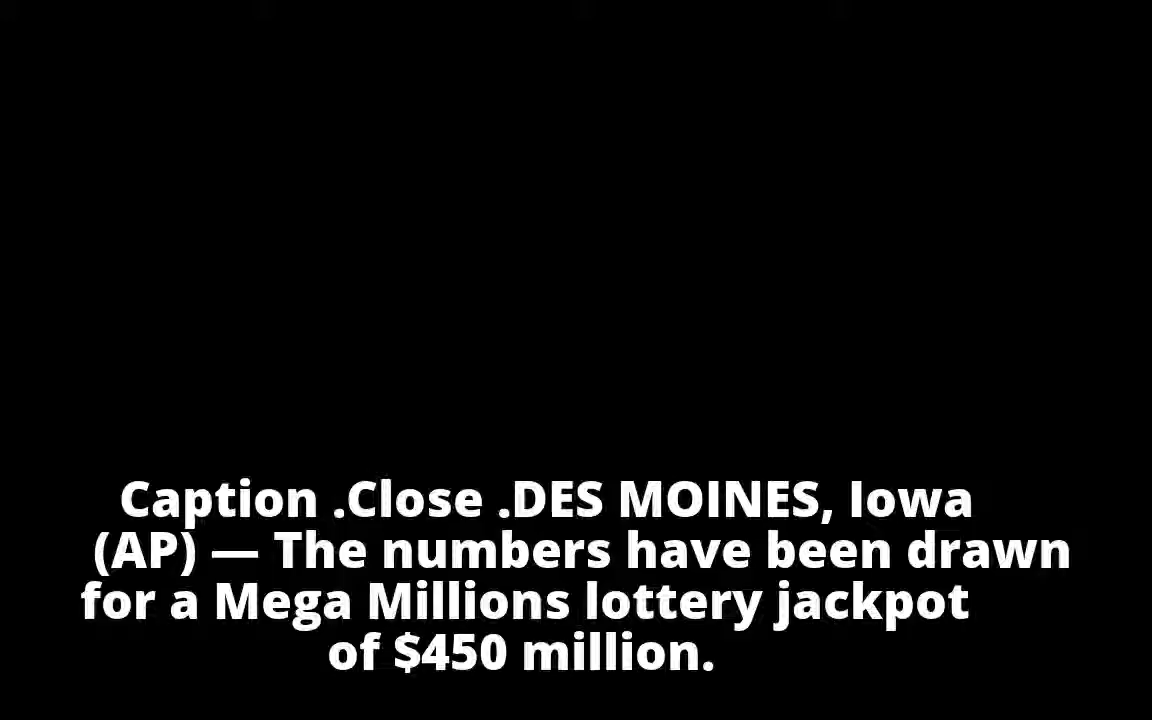 Caption .Close .DES MOINES, Iowa
(AP) — The numbers have been drawn
for a Mega Millions lottery jackpot
of $450 million.